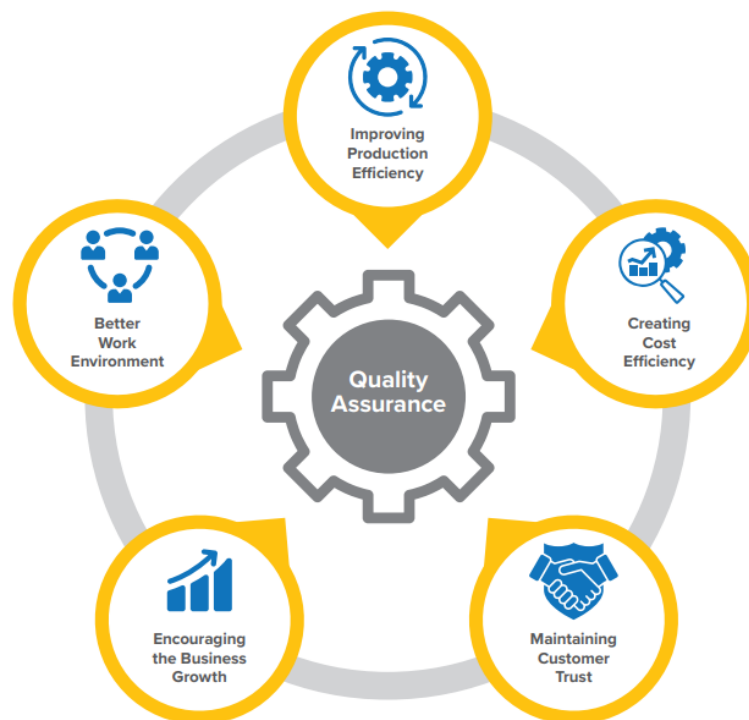 Improving
Production
Efficiency
Better
Work
Environment
Creating
Cost
Efficiency
Quality
Assurance
Encouraging
the Business
Growth
Maintaining
Customer
Trust